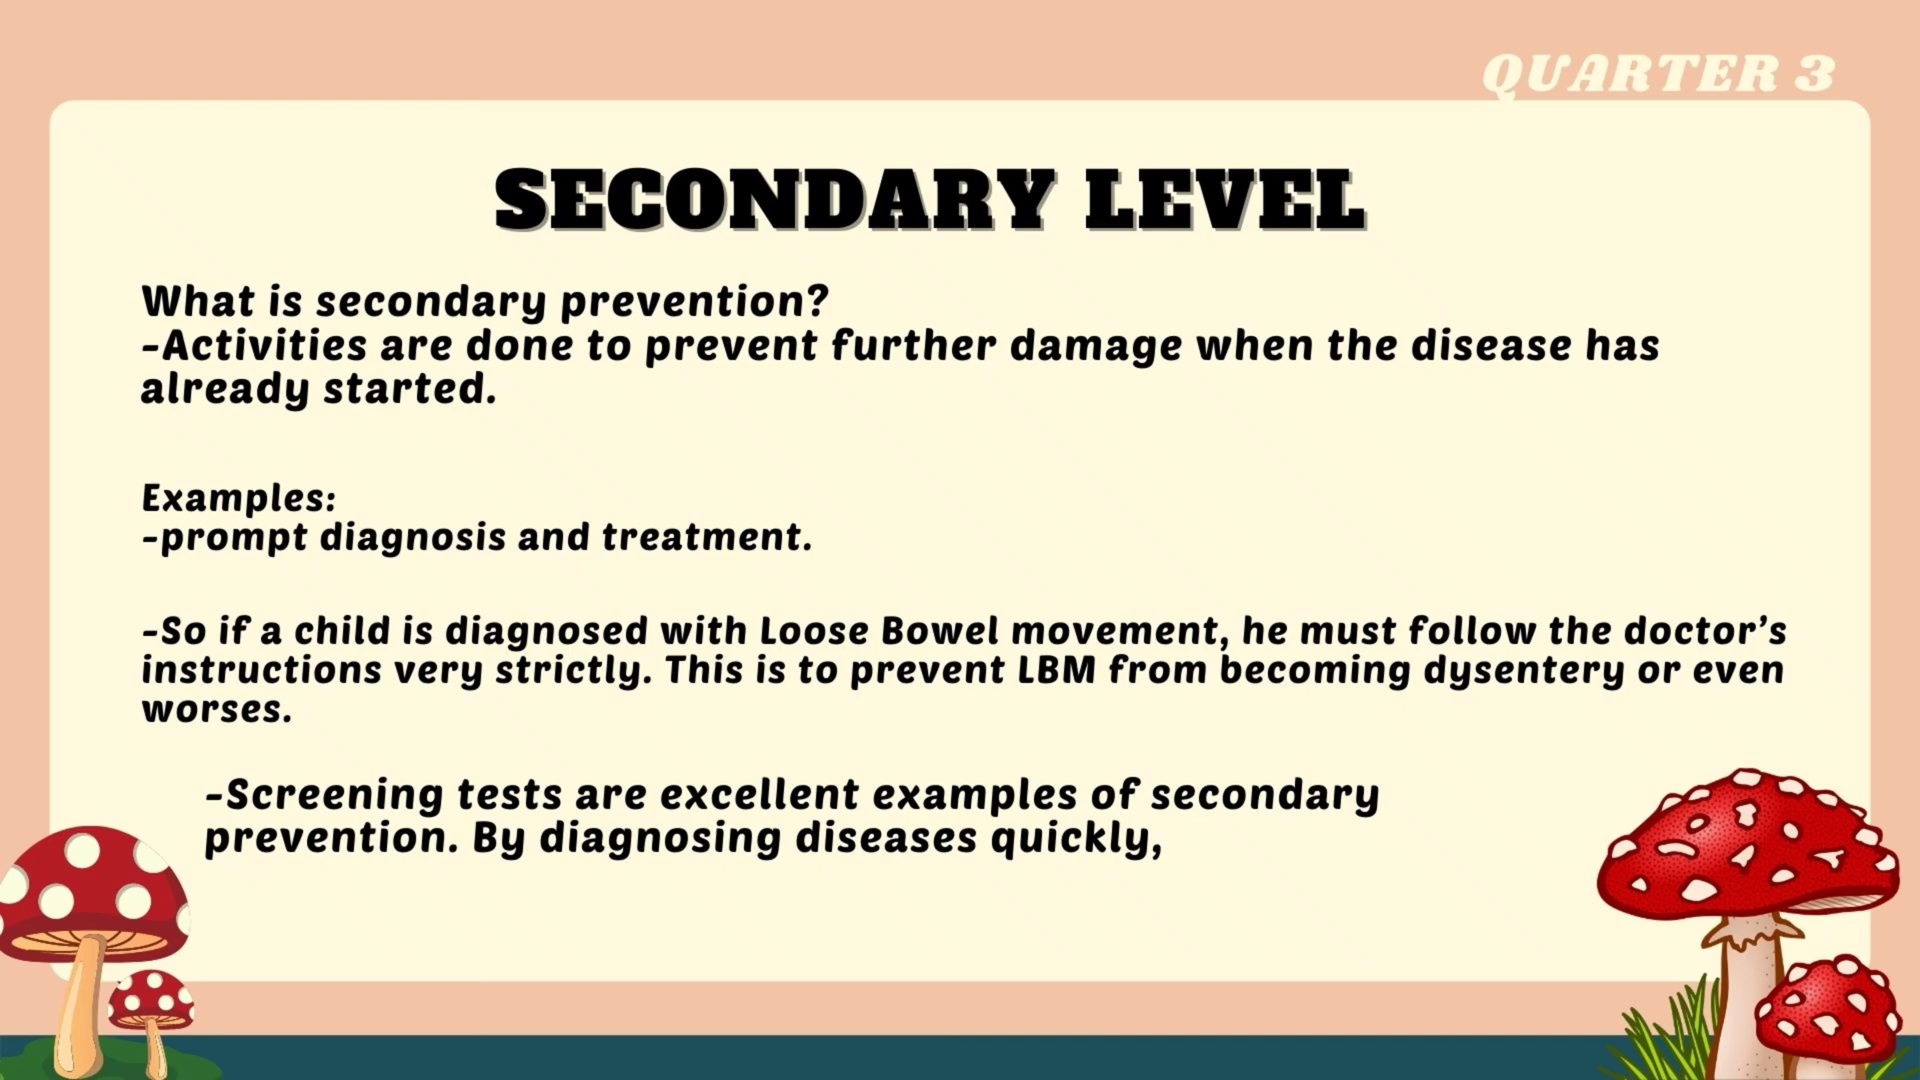 QUARTER 3
SECONDARY LEVEL
What is secondary prevention?
-Activities are done to prevent further damage when the disease has
already started.
Examples:
-prompt diagnosis and treatment.
-So if a child is diagnosed with Loose Bowel movement, he must follow the doctor’s
instructions very strictly. This is to prevent LBM from becoming dysentery or even
worses.
-Screening tests are excellent examples of secondary
prevention. By diagnosing diseases quickly,